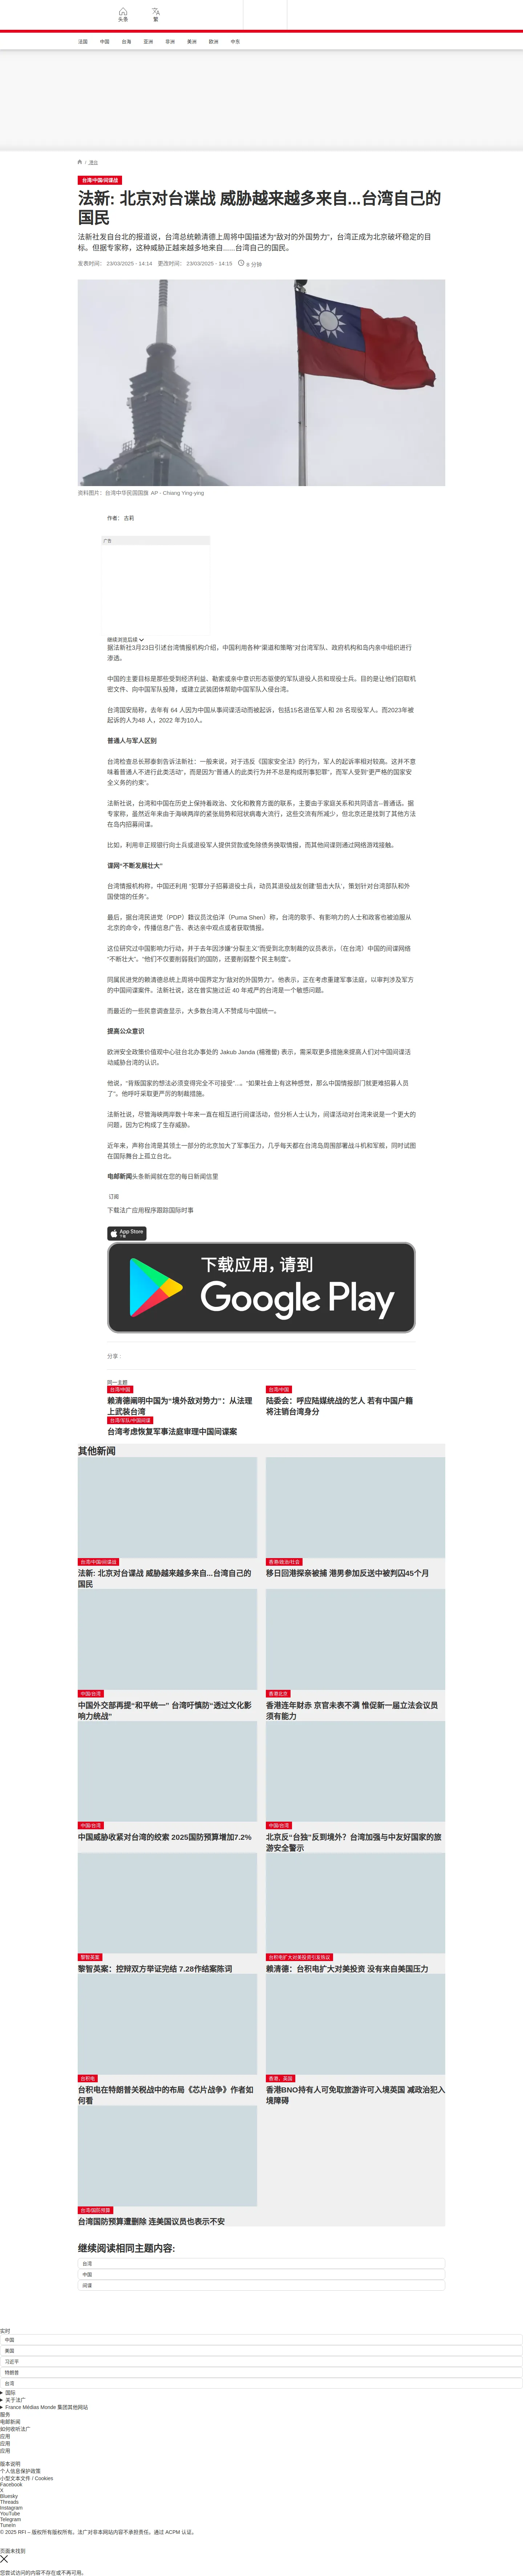 头条
繁
法国
中国
台海
亚洲
非洲
美洲
欧洲
中东
/ 港台
台湾/中国/间谍战
法新: 北京对台谍战 威胁越来越多来自...台湾自己的
国民
法新社发自台北的报道说，台湾总统赖清德上周将中国描述为“敌对的外国势力”，台湾正成为北京破坏稳定的目
标。但据专家称，这种威胁正越来越多地来自......台湾自己的国民。
发表时间： 23/03/2025 - 14:14 更改时间： 23/03/2025 - 14:15 8 分钟
资料图片：台湾中华民国国旗 AP - Chiang Ying-ying
作者： 古莉
广告
继续浏览后续
据法新社3月23日引述台湾情报机构介绍，中国利用各种“渠道和策略”对台湾军队、政府机构和岛内亲中组织进行
渗透。
中国的主要目标是那些受到经济利益、勒索或亲中意识形态驱使的军队退役人员和现役士兵。目的是让他们窃取机
密文件、向中国军队投降，或建立武装团体帮助中国军队入侵台湾。
台湾国安局称，去年有 64 人因为中国从事间谍活动而被起诉，包括15名退伍军人和 28 名现役军人。而2023年被
起诉的人为48 人，2022 年为10人。
普通人与军人区别
台湾检查总长邢泰釗告诉法新社：一般来说，对于违反《国家安全法》的行为，军人的起诉率相对较高。这并不意
味着普通人不进行此类活动”，而是因为“普通人的此类行为并不总是构成刑事犯罪”，而军人受到“更严格的国家安
全义务的约束”。
法新社说，台湾和中国在历史上保持着政治、文化和教育方面的联系，主要由于家庭关系和共同语言--普通话。据
专家称，虽然近年来由于海峡两岸的紧张局势和冠状病毒大流行，这些交流有所减少，但北京还是找到了其他方法
在岛内招募间谍。
比如，利用非正规银行向士兵或退役军人提供贷款或免除债务换取情报，而其他间谍则通过网络游戏接触。
谍网“不断发展壮大”
台湾情报机构称，中国还利用 “犯罪分子招募退役士兵，动员其退役战友创建‘狙击大队’，策划针对台湾部队和外
国使馆的任务”。
最后，据台湾民进党（PDP）籍议员沈伯洋（Puma Shen）称，台湾的歌手、有影响力的人士和政客也被迫服从
北京的命令，传播信息广告、表达亲中观点或者获取情报。
这位研究过中国影响力行动，并于去年因涉嫌“分裂主义”而受到北京制裁的议员表示，（在台湾）中国的间谍网络
“不断壮大”。“他们不仅要削弱我们的国防，还要削弱整个民主制度”。
同属民进党的赖清德总统上周将中国界定为“敌对的外国势力”，他表示，正在考虑重建军事法庭，以审判涉及军方
的中国间谍案件。法新社说，这在普实施过近 40 年戒严的台湾是一个敏感问题。
而最近的一些民意调查显示，大多数台湾人不赞成与中国统一。
提高公众意识
欧洲安全政策价值观中心驻台北办事处的 Jakub Janda (楊雅嚳) 表示，需采取更多措施来提高人们对中国间谍活
动威胁台湾的认识。
他说，“背叛国家的想法必须变得完全不可接受”...。“如果社会上有这种感觉，那么中国情报部门就更难招募人员
了”。他呼吁采取更严厉的制裁措施。
法新社说，尽管海峡两岸数十年来一直在相互进行间谍活动，但分析人士认为，间谍活动对台湾来说是一个更大的
问题，因为它构成了生存威胁。
近年来，声称台湾是其领土一部分的北京加大了军事压力，几乎每天都在台湾岛周围部署战斗机和军舰，同时试图
在国际舞台上孤立台北。
电邮新闻头条新闻就在您的每日新闻信里
订阅
下载法广应用程序跟踪国际时事
App Store
下载
下载应用，请到
Google Play
分享 :
同一主题
台湾/中国
赖清德阐明中国为“境外敌对势力”：从法理
上武装台湾
台湾/中国
陆委会：呼应陆媒统战的艺人 若有中国户籍
将注销台湾身分
台湾/军队/中国间谍
台湾考虑恢复军事法庭审理中国间谍案
其他新闻
台湾/中国/间谍战
法新: 北京对台谍战 威胁越来越多来自...台湾自己的
国民
香港/政治/社会
移日回港探亲被捕 港男参加反送中被判囚45个月
中国/台湾
中国外交部再提“和平统一” 台湾吁慎防“透过文化影
响力统战”
香港北京
香港连年财赤 京官未表不满 惟促新一届立法会议员
须有能力
中国/台湾
中国威胁收紧对台湾的绞索 2025国防预算增加7.2%
中国/台湾
北京反“台独”反到境外？台湾加强与中友好国家的旅
游安全警示
黎智英案
黎智英案：控辩双方举证完结 7.28作结案陈词
台积电扩大对美投资引发热议
赖清德：台积电扩大对美投资 没有来自美国压力
台积电
台积电在特朗普关税战中的布局《芯片战争》作者如
何看
香港，英国
香港BNO持有人可免取旅游许可入境英国 减政治犯入
境障碍
台湾/国防预算
台湾国防预算遭删除 连美国议员也表示不安
继续阅读相同主题内容:
台湾
中国
间谍
实时
中国
美国
习近平
特朗普
台湾
国际
关于法广
France Médias Monde 集团其他网站
服务
电邮新闻
如何收听法广
应用
应用
应用
版本说明
个人信息保护政策
小型文本文件 / Cookies
Facebook
X
Bluesky
Threads
Instagram
YouTube
Telegram
TuneIn
© 2025 RFI – 版权所有版权所有。法广对非本网站内容不承担责任。通过 ACPM 认证。
页面未找到
您尝试访问的内容不存在或不再可用。